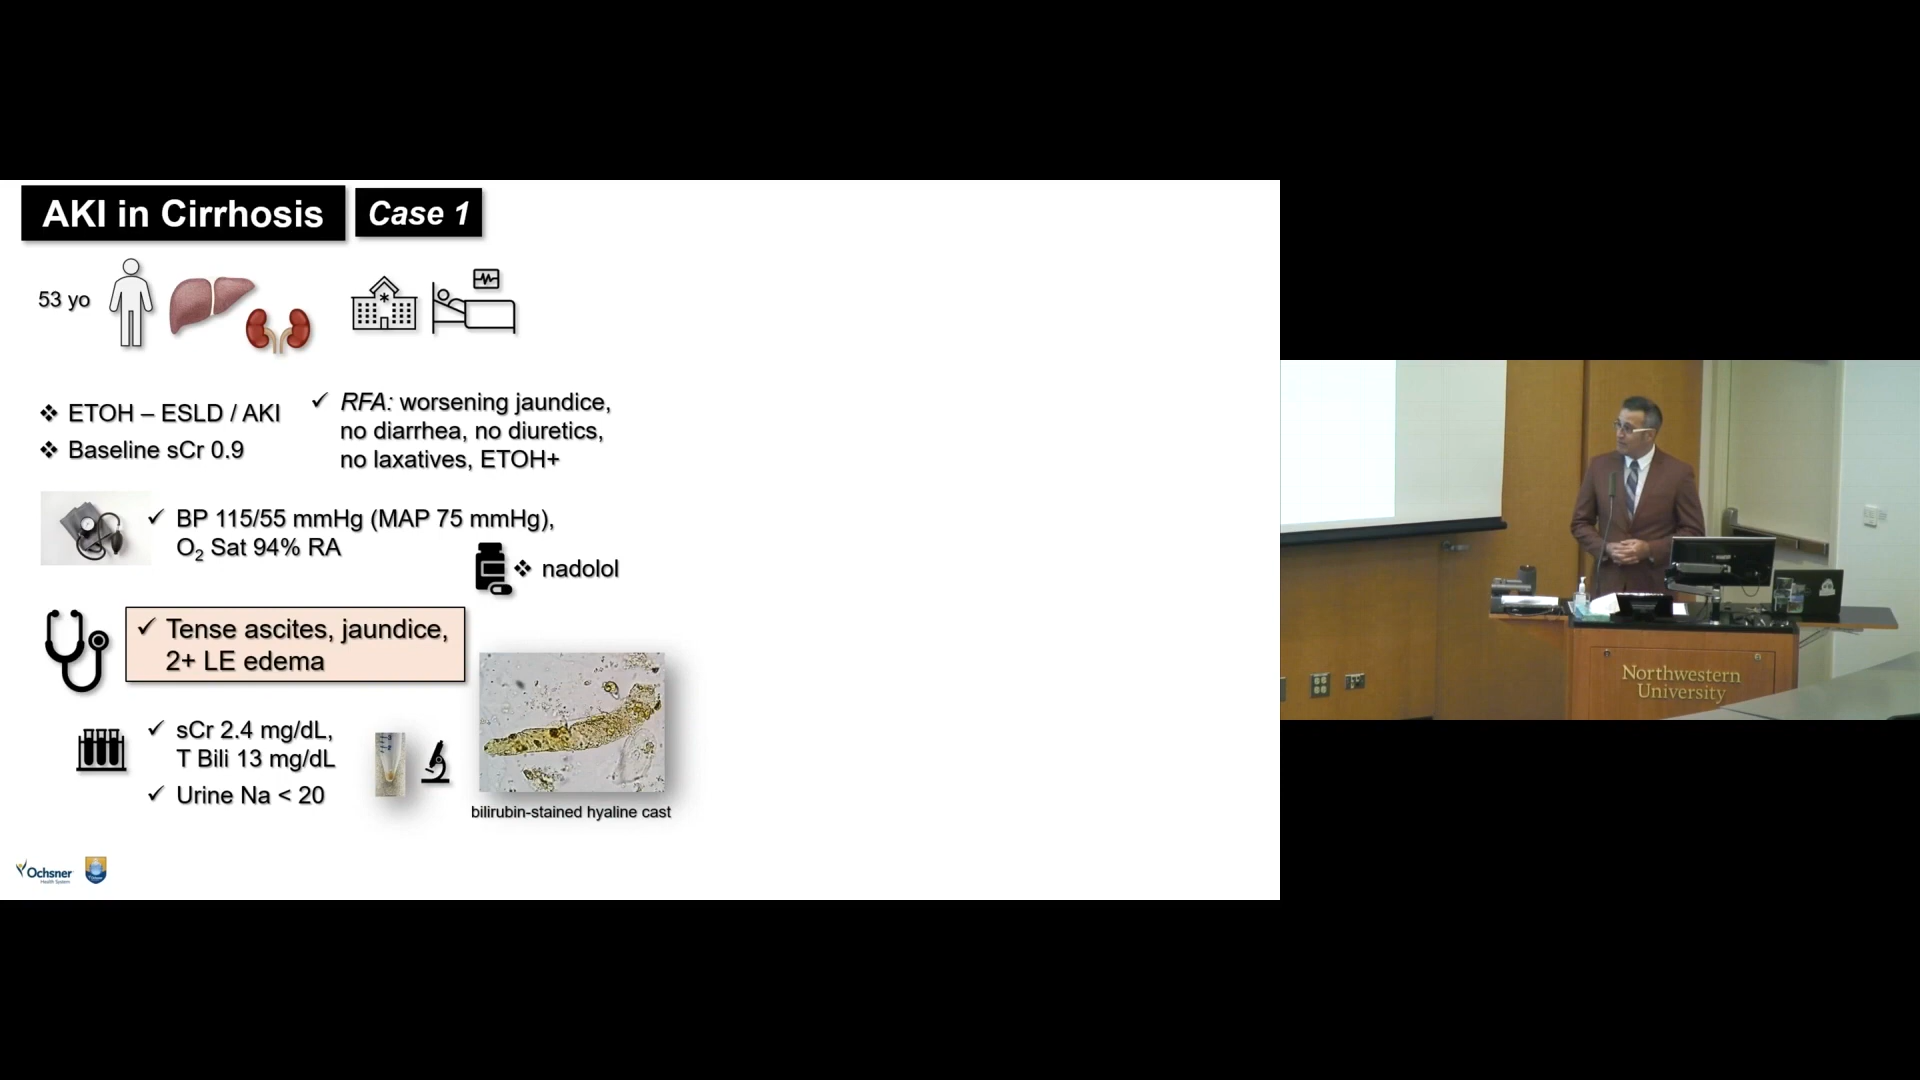 AKI in Cirrhosis
Case 1
53 yo
❖ ETOH – ESLD / AKI
❖ Baseline sCr 0.9
✓ RFA: worsening jaundice,
no diarrhea, no diuretics,
no laxatives, ETOH+
✓ BP 115/55 mmHg (MAP 75 mmHg),
O₂ Sat 94% RA
❖ nadolol
✓ Tense ascites, jaundice,
2+ LE edema
✓ sCr 2.4 mg/dL,
T Bili 13 mg/dL
✓ Urine Na < 20
bilirubin-stained hyaline cast
Ochsner
Health System
Northwestern
University